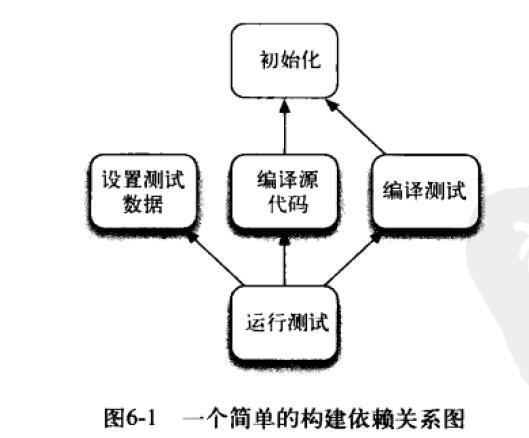 初始化
设置测试
数据
编译源
代码
编译测试
运行测试
图6-1 一个简单的构建依赖关系图